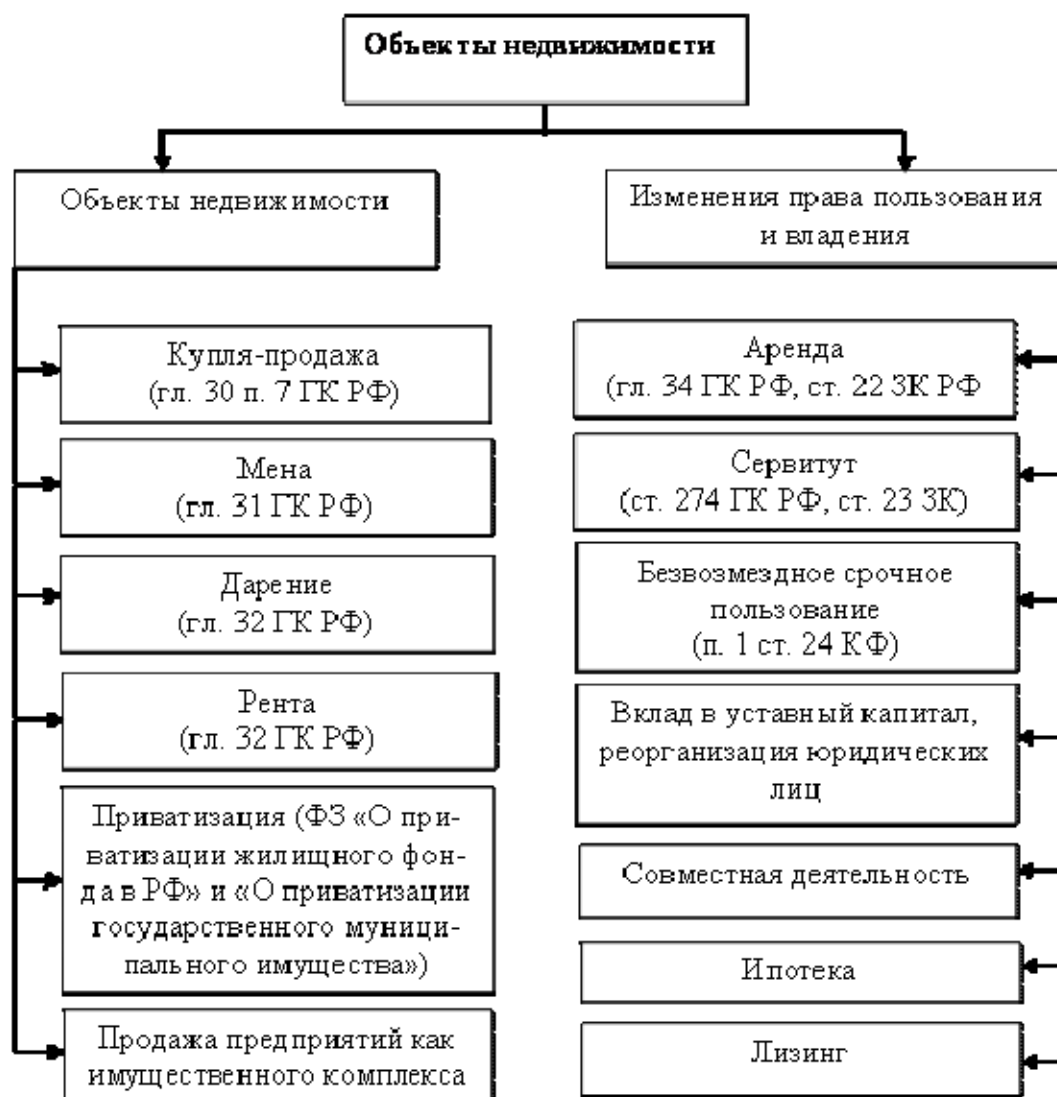 Объекты недвижимости
Объекты недвижимости
Купля-продажа
(гл. 30 п. 7 ГК РФ)
Мена
(гл. 31 ГК РФ)
Дарение
(гл. 32 ГК РФ)
Рента
(гл. 32 ГК РФ)
Приватизация (ФЗ «О при-
ватизации жилищного фон-
да в РФ» и «О приватизации
государственного муници-
пального имущества»)
Продажа предприятий как
имущественного комплекса
Изменения права пользования
и владения
Аренда
(гл. 34 ГК РФ, ст. 22 ЗК РФ
Сервитут
(ст. 274 ГК РФ, ст. 23 ЗК)
Безвозмездное срочное
пользование
(п. 1 ст. 24 КФ)
Вклад в уставный капитал,
реорганизация юридических
лиц
Совместная деятельность
Ипотека
Лизинг